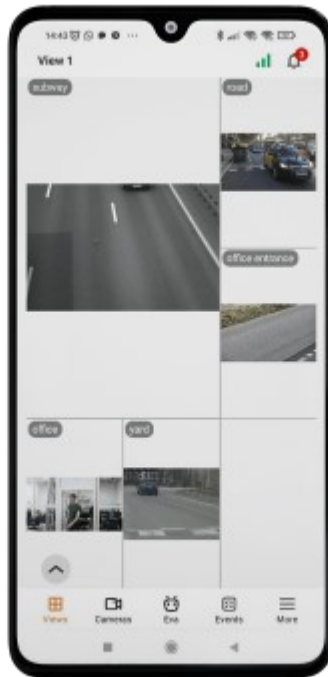 14:43
View 1
1
subway
road
office entrance
office
yard
Views
Cameras
Eva
Events
More